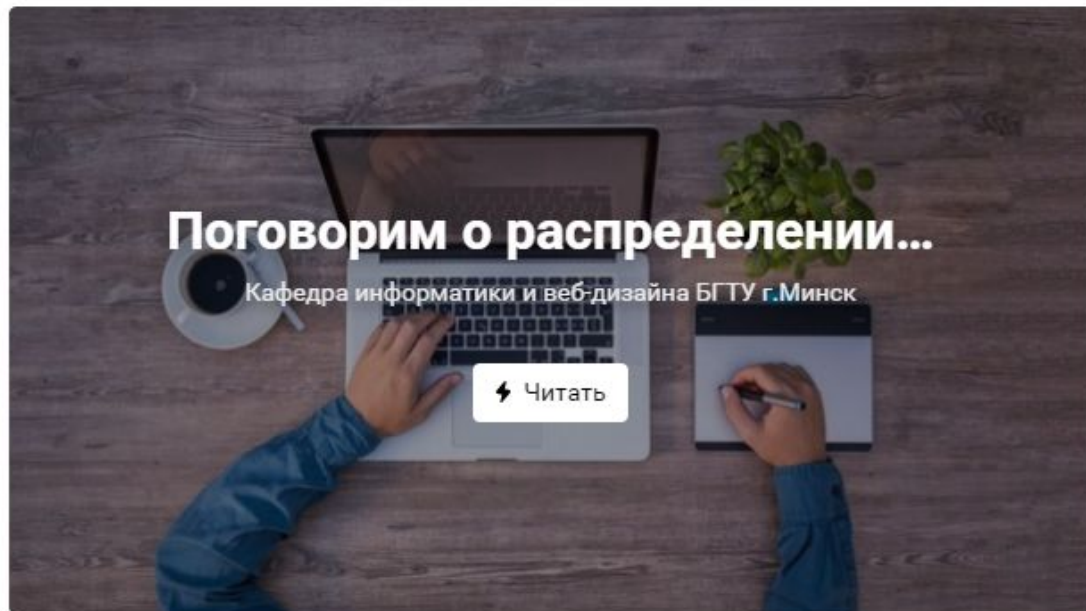 Поговорим о распределении...
Кафедра информатики и веб-дизайна БГТУ г.Минск
Читать